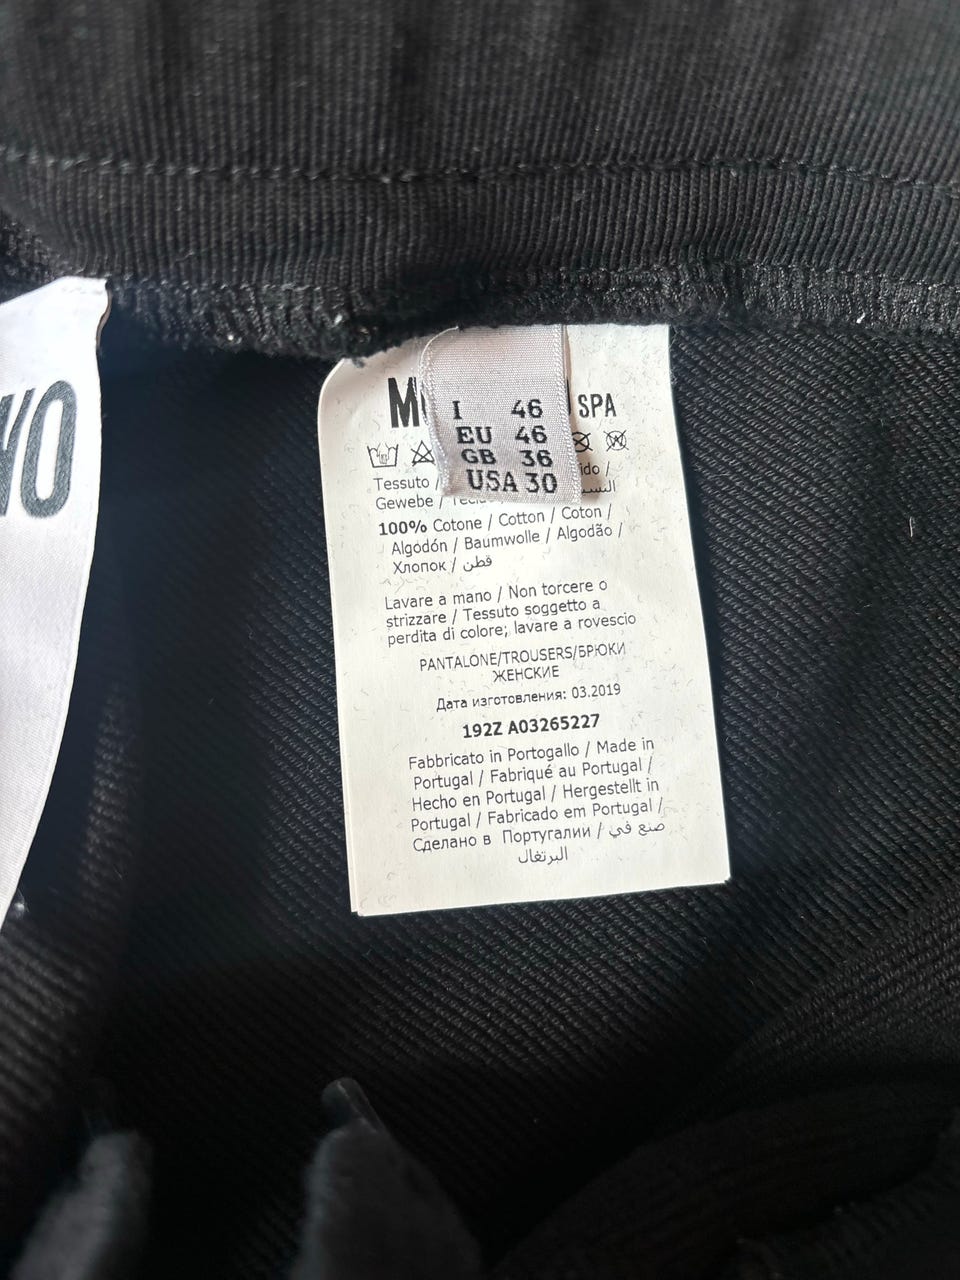 SPA
I 46
EU 46
GB 36
USA 30
Tessuto /
Gewebe /
100% Cotone / Cotton / Coton /
Algodón / Baumwolle / Algodão /
Хлопок / قطن
Lavare a mano / Non torcere o
strizzare / Tessuto soggetto a
perdita di colore; lavare a rovescio
PANTALONE/TROUSERS/БРЮКИ
ЖЕНСКИЕ
Дата изготовления: 03.2019
192Z A03265227
Fabbricato in Portogallo / Made in
Portugal / Fabriqué au Portugal /
Hecho en Portugal / Hergestellt in
Portugal / Fabricado em Portugal /
Сделано в Португалии / صنع في
البرتغال